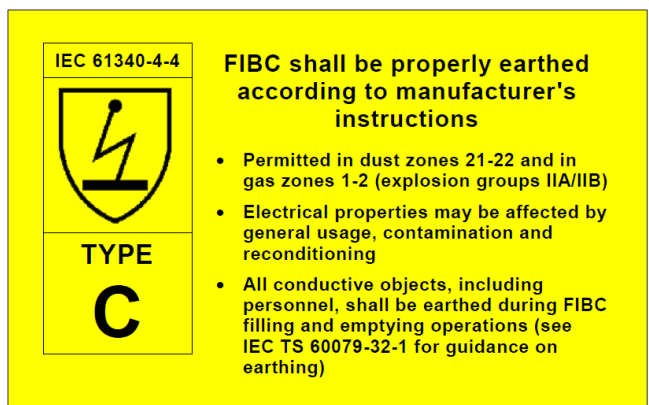 IEC 61340-4-4
TYPE
C
FIBC shall be properly earthed
according to manufacturer's
instructions
• Permitted in dust zones 21-22 and in
gas zones 1-2 (explosion groups IIA/IIB)
• Electrical properties may be affected by
general usage, contamination and
reconditioning
• All conductive objects, including
personnel, shall be earthed during FIBC
filling and emptying operations (see
IEC TS 60079-32-1 for guidance on
earthing)